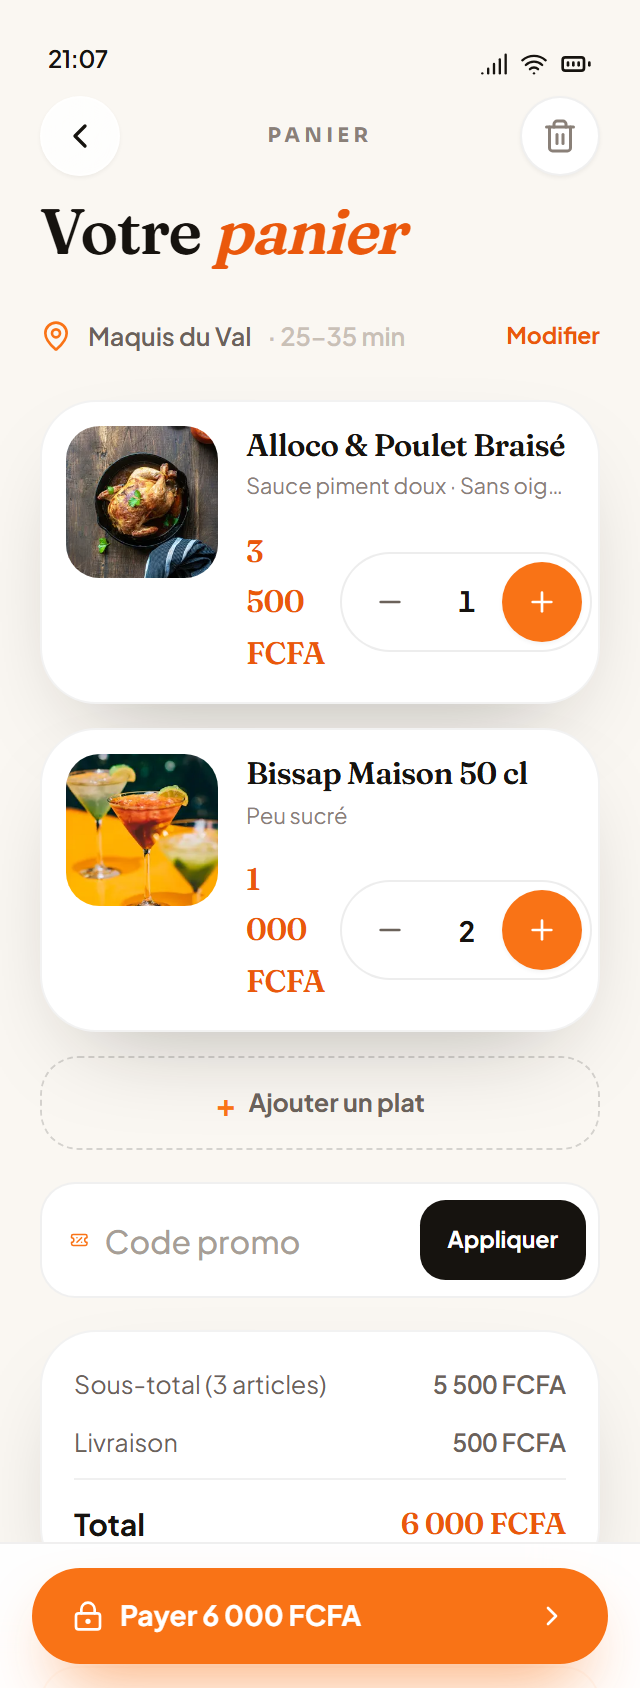 21:07
PANIER
Votre panier
Maquis du Val · 25–35 min Modifier
Alloco & Poulet Braisé
Sauce piment doux · Sans oig…
3
500
FCFA
− 1 +
Bissap Maison 50 cl
Peu sucré
1
000
FCFA
− 2 +
+ Ajouter un plat
Code promo Appliquer
Sous-total (3 articles) 5 500 FCFA
Livraison 500 FCFA
Total 6 000 FCFA
Payer 6 000 FCFA